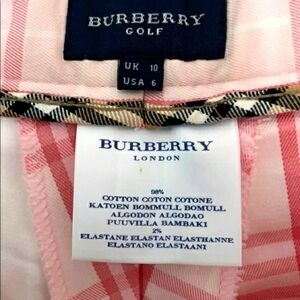 BURBERRY
GOLF
UK 10
USA 6
BURBERRY
LONDON
98%
COTTON COTON COTONE
KATOEN BOMMULL BOMULL
ALGODON ALGODAO
PUUVILLA BAMBAKI
2%
ELASTANE ELASTAN ELASTHANNE
ELASTANO ELASTAANI